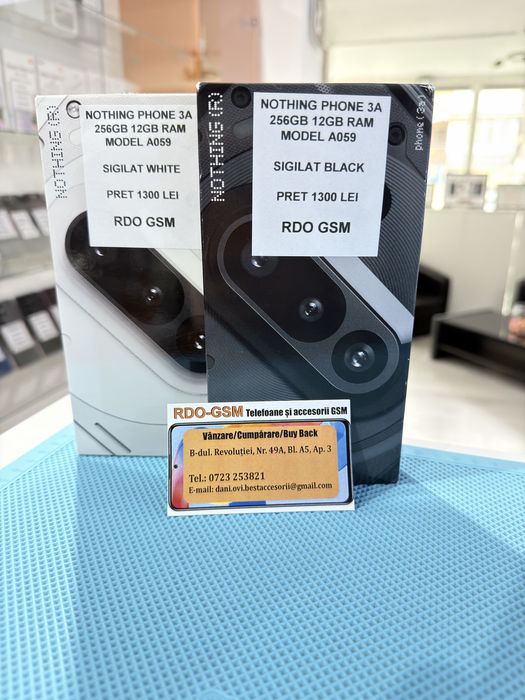 NOTHING (R)
NOTHING PHONE 3A
256GB 12GB RAM
MODEL A059
SIGILAT WHITE
PRET 1300 LEI
RDO GSM
NOTHING (R)
NOTHING PHONE 3A
256GB 12GB RAM
MODEL A059
SIGILAT BLACK
PRET 1300 LEI
RDO GSM
phone (3a)
RDO-GSM Telefoane și accesorii GSM
Vânzare/Cumpărare/Buy Back
B-dul. Revoluției, Nr. 49A, Bl. A5, Ap. 3
Tel.: 0723 253821
E-mail: dani.ovi.bestaccesorii@gmail.com